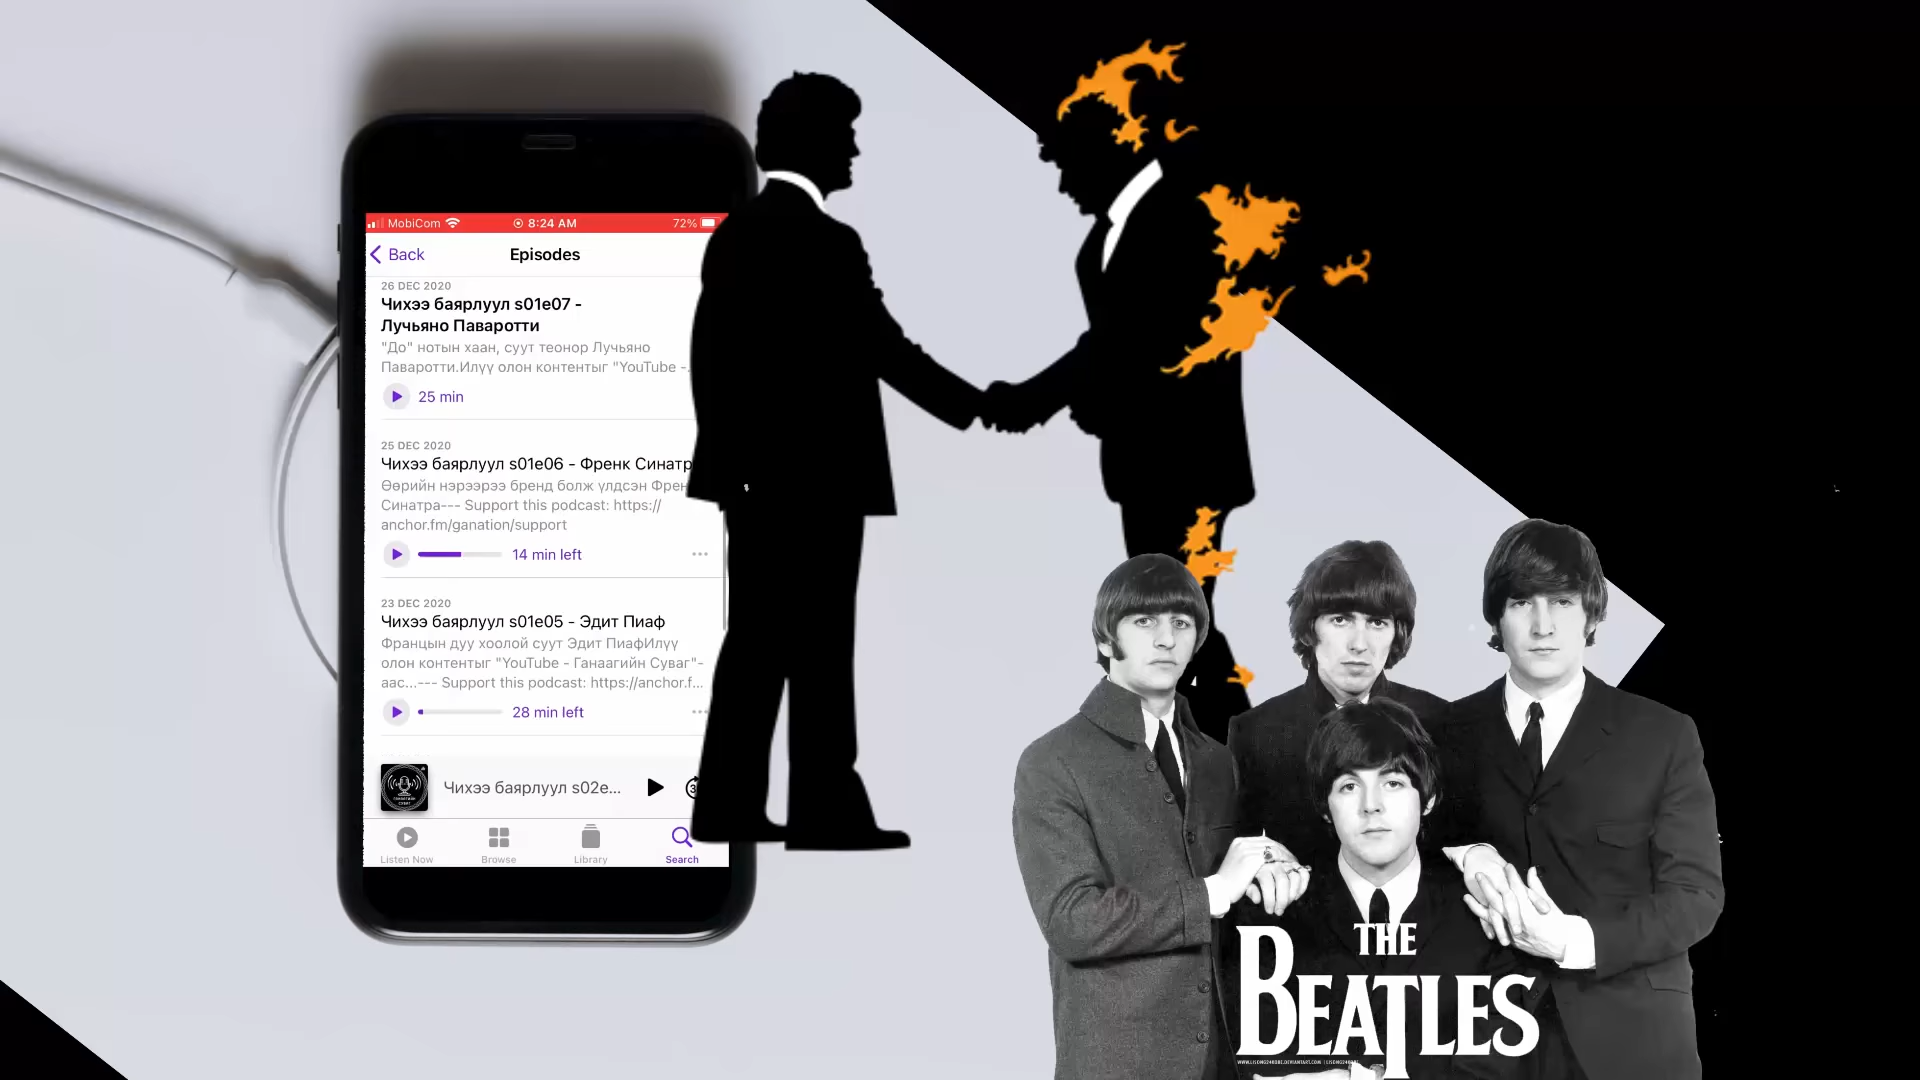 MobiCom
8:24 AM
72%
Back
Episodes
26 DEC 2020
Чихээ баярлуул s01e07 -
Лучьяно Паваротти
"До" нотын хаан, суут теонор Лучьяно
Паваротти.Илүү олон контентыг "YouTube -
25 min
25 DEC 2020
Чихээ баярлуул s01e06 - Френк Синатр
Өөрийн нэрээрээ бренд болж үлдсэн Френ
Синатра--- Support this podcast: https://
anchor.fm/ganation/support
14 min left
23 DEC 2020
Чихээ баярлуул s01e05 - Эдит Пиаф
Францын дуу хоолой суут Эдит ПиафИлүү
олон контентыг "YouTube - Ганаагийн Суваг"-
аас...--- Support this podcast: https://anchor.f...
28 min left
Чихээ баярлуул s02e...
Listen Now
Browse
Library
Search
THE
BEATLES